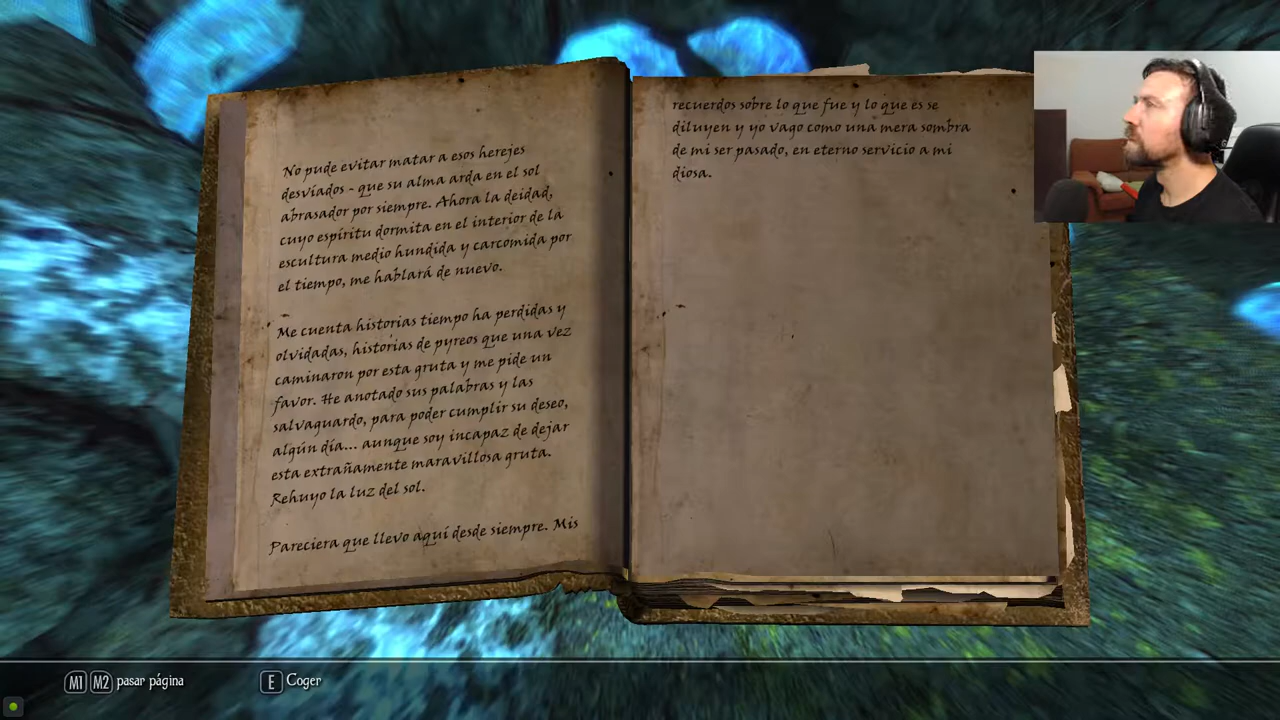 No pude evitar matar a esos herejes
desviados - que su alma arda en el sol
abrasador por siempre. Ahora la deidad,
cuyo espíritu dormita en el interior de la
escultura medio hundida y carcomida por
el tiempo, me hablará de nuevo.
Me cuenta historias tiempo ha perdidas y
olvidadas, historias de pyreos que una vez
caminaron por esta gruta y me pide un
favor. He anotado sus palabras y las
salvaguardo, para poder cumplir su deseo,
algún día... aunque soy incapaz de dejar
esta extrañamente maravillosa gruta.
Rehuyo la luz del sol.
Pareciera que llevo aquí desde siempre. Mis
recuerdos sobre lo que fue y lo que es se
diluyen y yo vago como una mera sombra
de mi ser pasado, en eterno servicio a mi
diosa.
M1 M2 pasar página
E Coger